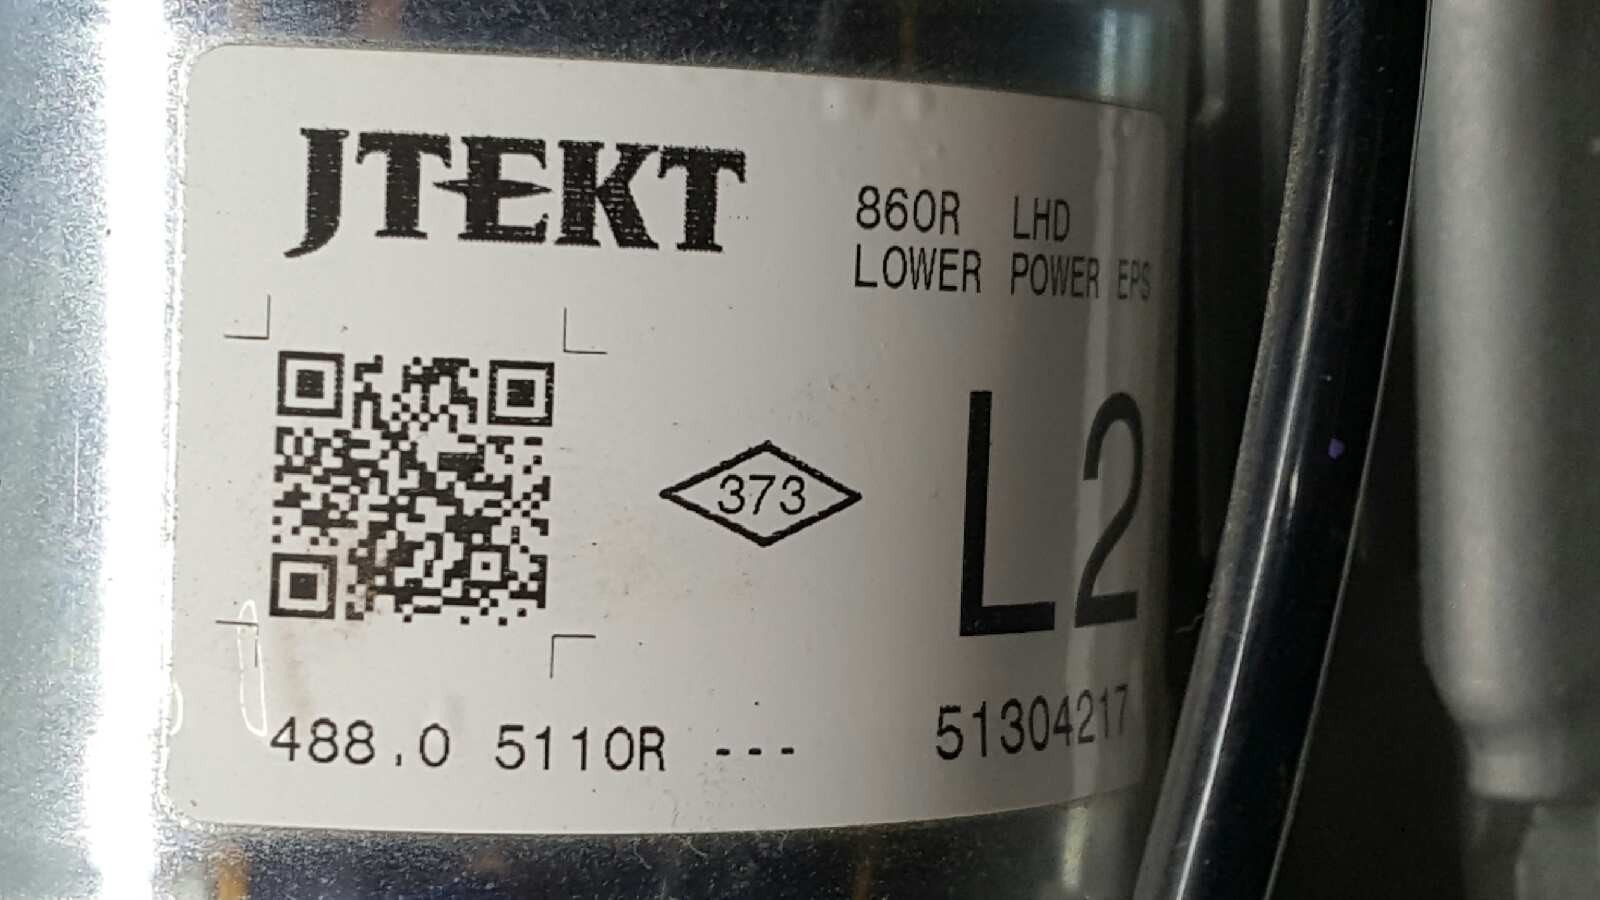 JTEKT
860R LHD
LOWER POWER EPS
373
L2
488.0 5110R ---
51304217